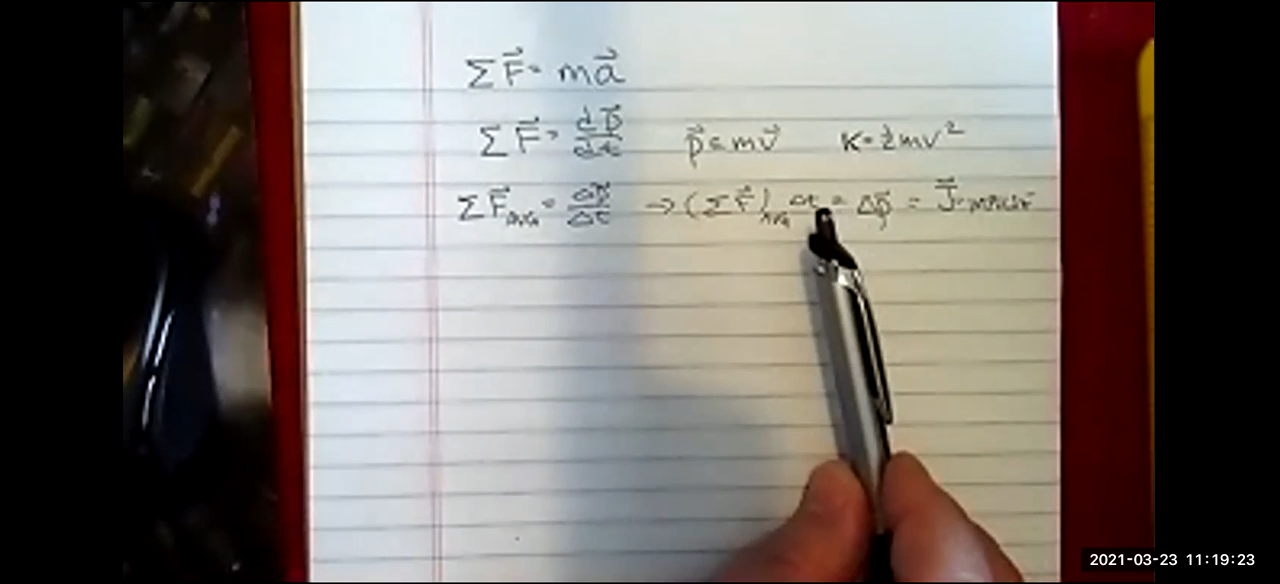 ΣF⃗ = ma⃗
ΣF⃗ = dp⃗/dt p⃗ = mv⃗ K = ½mv²
ΣF⃗AVG = Δp⃗/Δt → (ΣF⃗)AVG Δt = Δp⃗ = J⃗
2021-03-23 11:19:23